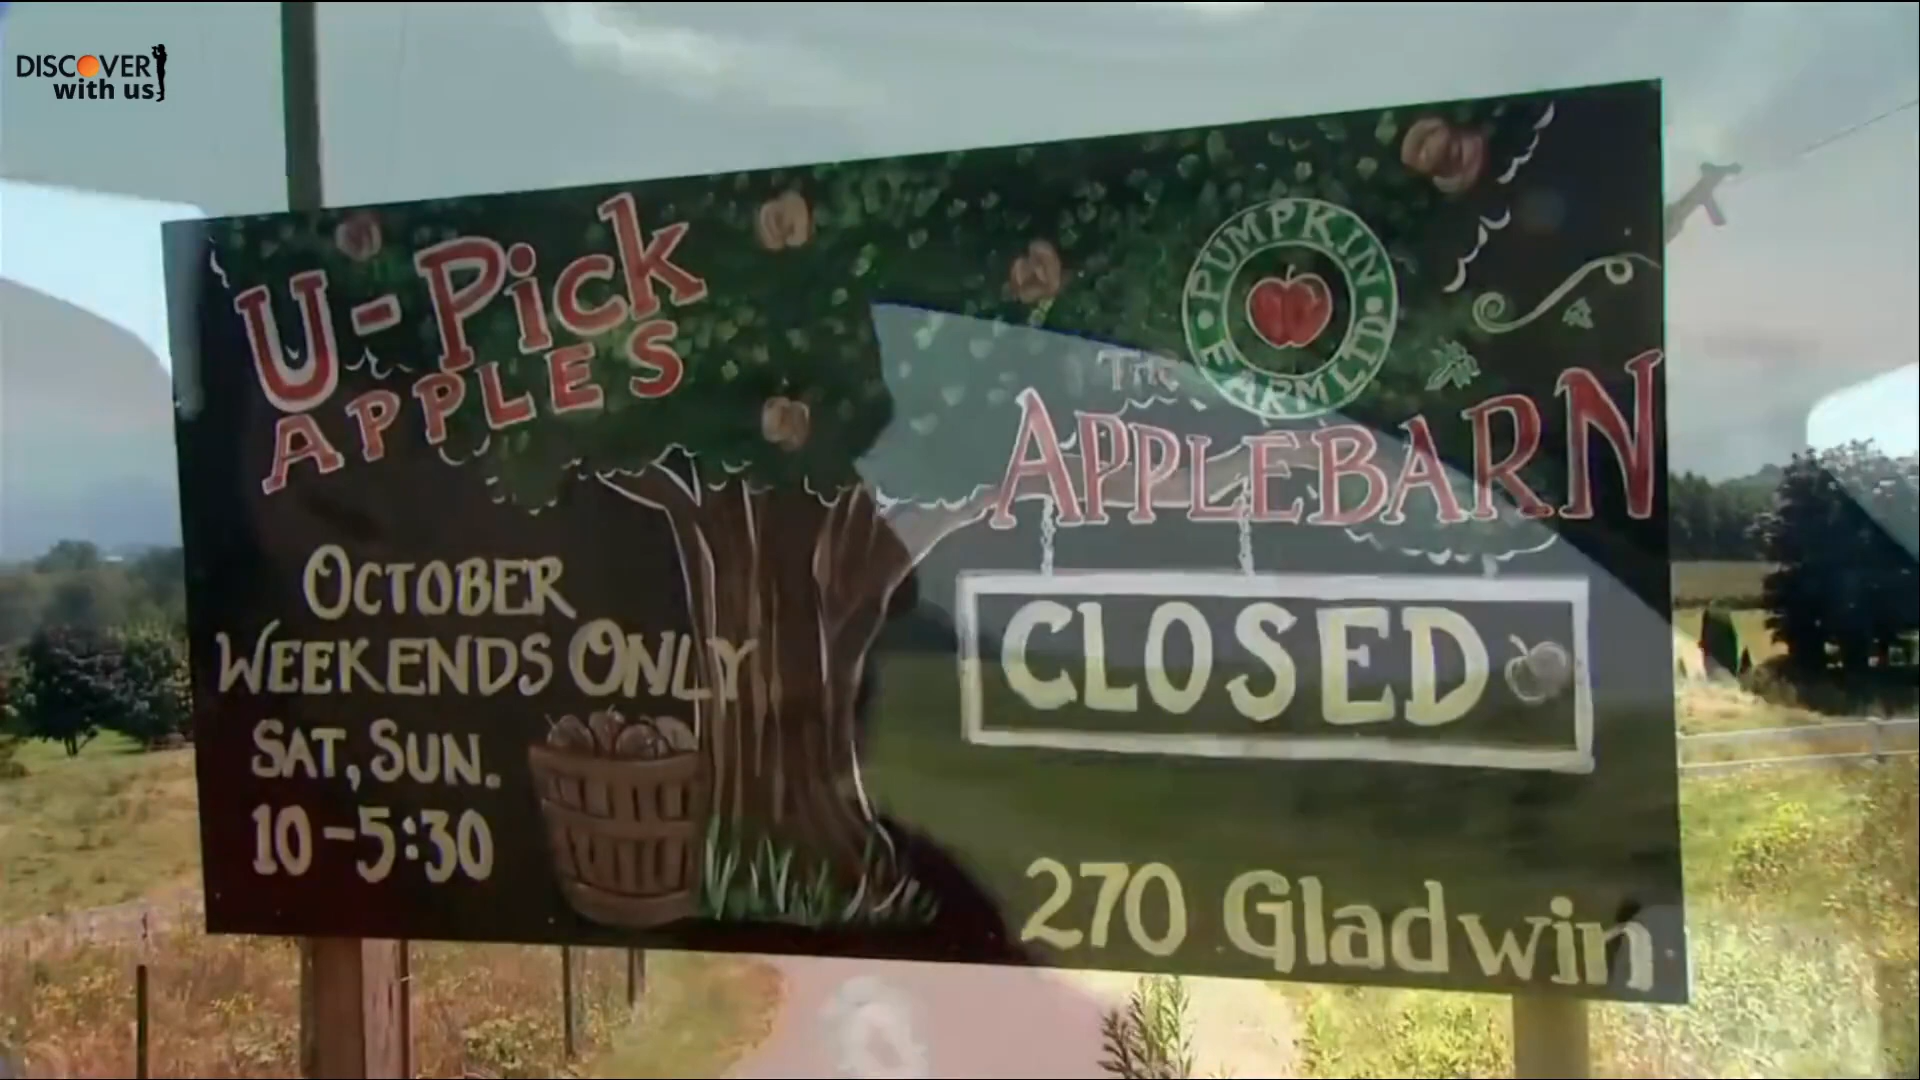 DISCOVER
with us
U-Pick
APPLES
OCTOBER
WEEKENDS ONLY
SAT, SUN.
10-5:30
PUMPKIN
FARM LTD
THE
APPLEBARN
CLOSED
270 Gladwin